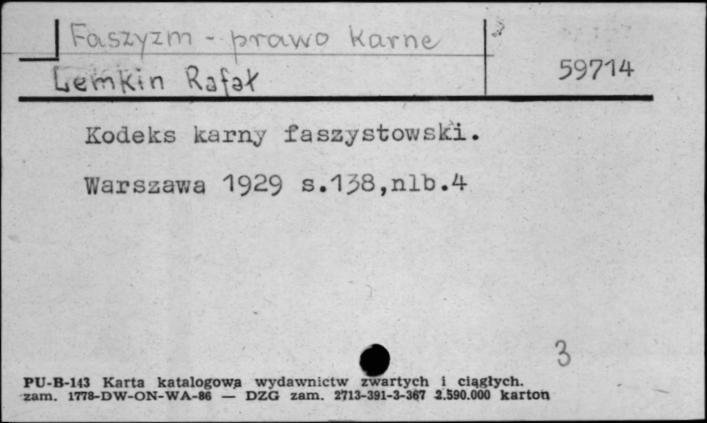 Faszyzm - prawo karne
Lemkin Rafał
59714
Kodeks karny faszystowski.
Warszawa 1929 s.138,nlb.4
3
PU-B-143 Karta katalogowa wydawnictw zwartych i ciągłych.
zam. 1778-DW-ON-WA-86 — DZG zam. 2713-391-3-367 2.590.000 karton